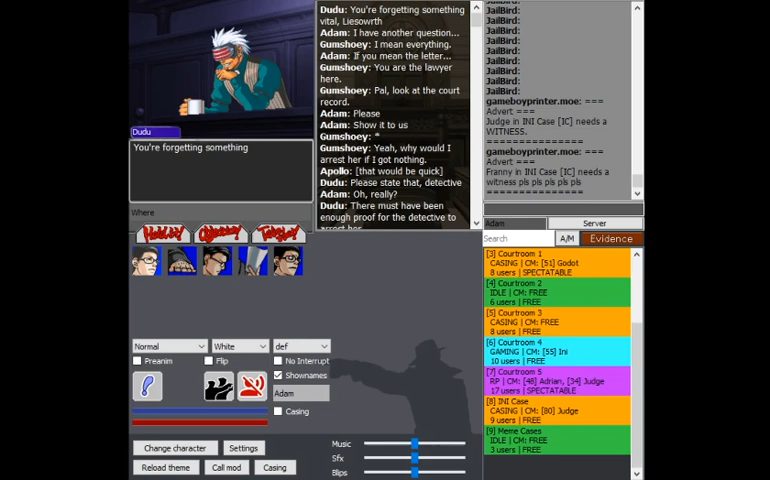 Dudu: You're forgetting something
vital, Liesowrth
Adam: I have another question...
Gumshoey: I mean everything.
Adam: If you mean the letter...
Gumshoey: You are the lawyer
here.
Gumshoey: Pal, look at the court
record.
Adam: Please
Adam: Show it to us
Gumshoey: *
Gumshoey: Yeah, why would I
arrest her if I got nothing.
Apollo: [that would be quick]
Dudu: Please state that, detective
Adam: Oh, really?
Dudu: There must have been
enough proof for the detective to
arrest her
Dudu
You're forgetting something
Where
Hold it!
Objection!
Take that!
Normal
White
def
Preanim
Flip
No Interrupt
Shownames
Adam
Casing
Change character
Settings
Reload theme
Call mod
Casing
Music
Sfx
Blips
JailBird:
JailBird:
JailBird:
JailBird:
JailBird:
JailBird:
JailBird:
JailBird:
gameboyprinter.moe: ===
Advert ===
Judge in INI Case [IC] needs a
WITNESS.
===============
gameboyprinter.moe: ===
Advert ===
Franny in INI Case [IC] needs a
witness pls pls pls pls pls
===============
Adam
Server
Search
A/M
Evidence
[3] Courtroom 1
CASING | CM: [51] Godot
8 users | SPECTATABLE
[4] Courtroom 2
IDLE | CM: FREE
6 users | FREE
[5] Courtroom 3
CASING | CM: FREE
8 users | FREE
[6] Courtroom 4
GAMING | CM: [55] Ini
10 users | FREE
[7] Courtroom 5
RP | CM: [48] Adrian, [34] Judge
17 users | SPECTATABLE
[8] INI Case
CASING | CM: [80] Judge
9 users | FREE
[9] Meme Cases
IDLE | CM: FREE
3 users | FREE